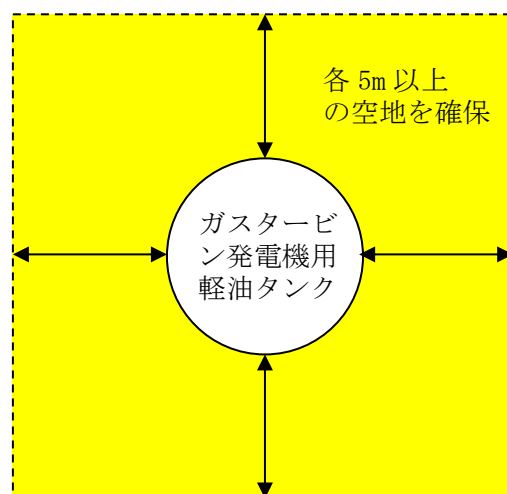 各 5m 以上
の空地を確保
ガスタービ
ン発電機用
軽油タンク